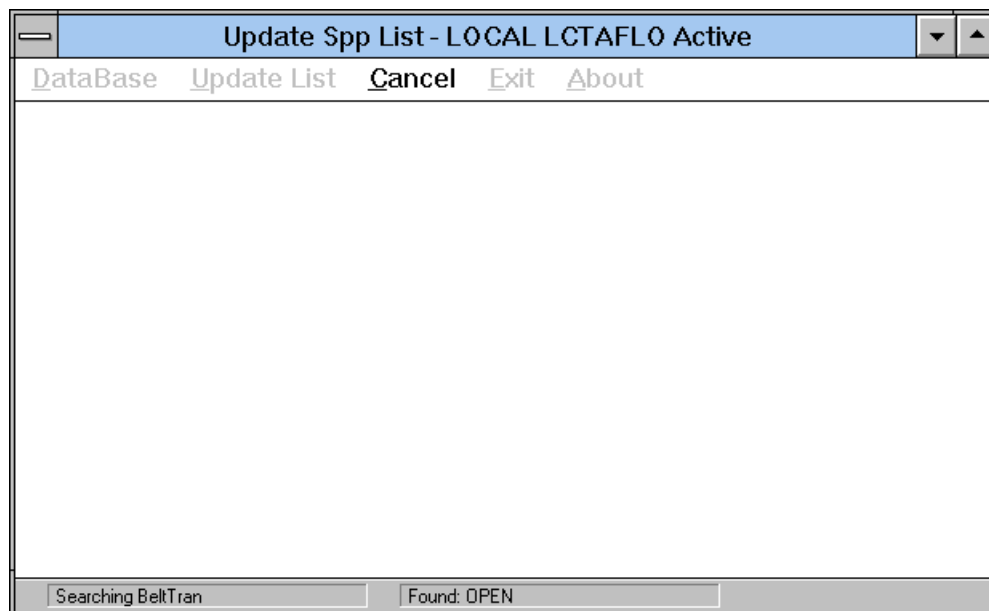 Update Spp List - LOCAL LCTAFLO Active
DataBase Update List Cancel Exit About
Searching BeltTran Found: OPEN